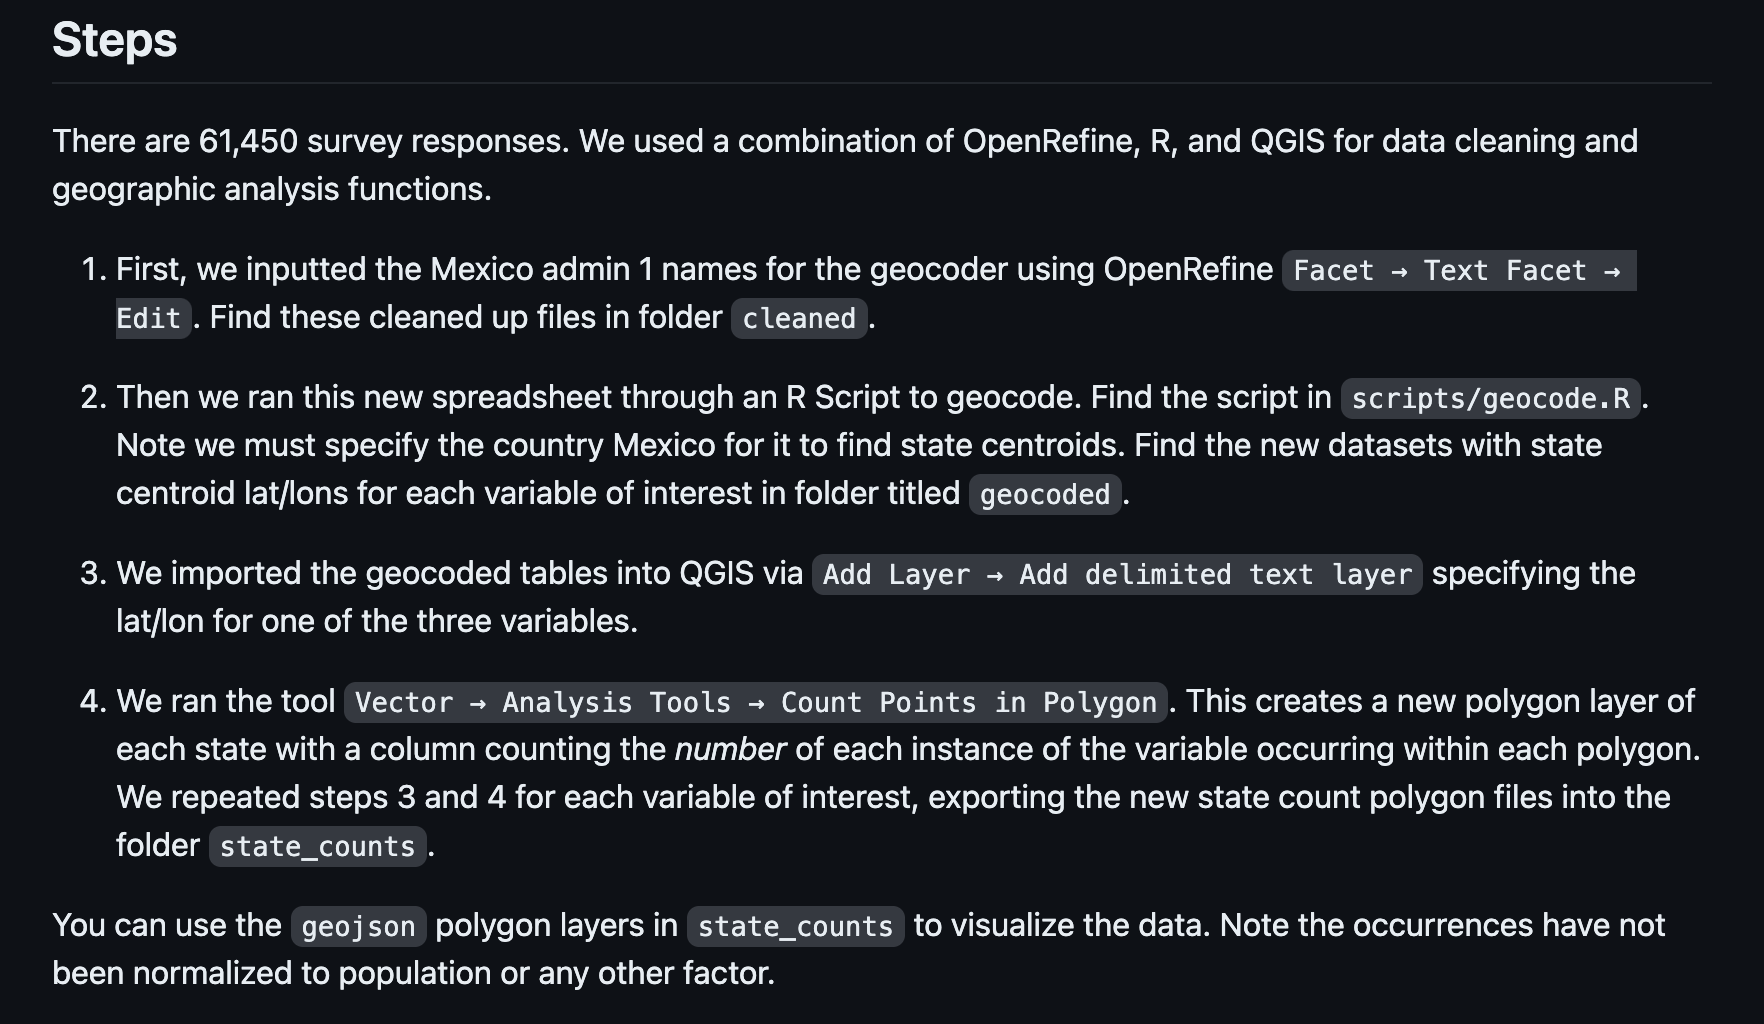 Steps
There are 61,450 survey responses. We used a combination of OpenRefine, R, and QGIS for data cleaning and
geographic analysis functions.
1. First, we inputted the Mexico admin 1 names for the geocoder using OpenRefine Facet → Text Facet →
Edit. Find these cleaned up files in folder cleaned.
2. Then we ran this new spreadsheet through an R Script to geocode. Find the script in scripts/geocode.R.
Note we must specify the country Mexico for it to find state centroids. Find the new datasets with state
centroid lat/lons for each variable of interest in folder titled geocoded.
3. We imported the geocoded tables into QGIS via Add Layer → Add delimited text layer specifying the
lat/lon for one of the three variables.
4. We ran the tool Vector → Analysis Tools → Count Points in Polygon. This creates a new polygon layer of
each state with a column counting the number of each instance of the variable occurring within each polygon.
We repeated steps 3 and 4 for each variable of interest, exporting the new state count polygon files into the
folder state_counts.
You can use the geojson polygon layers in state_counts to visualize the data. Note the occurrences have not
been normalized to population or any other factor.